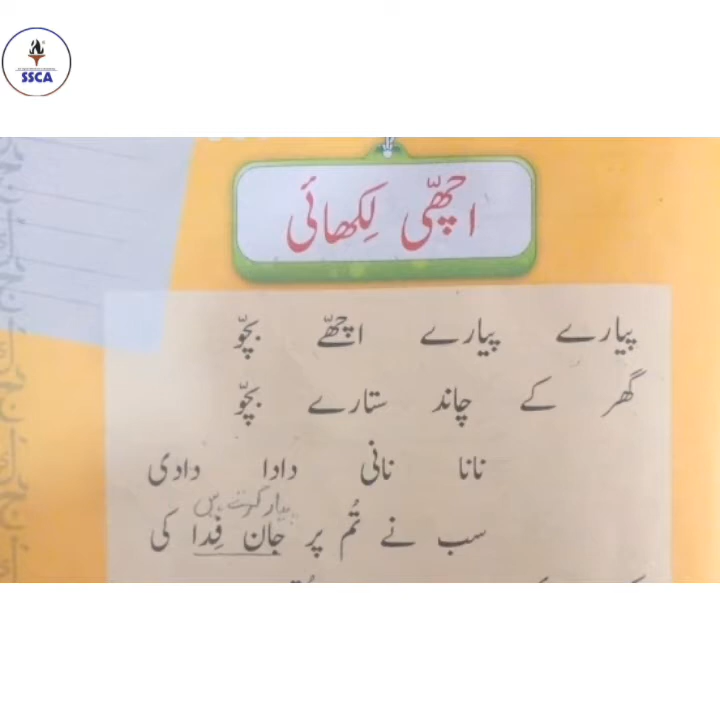 SSCA
اچھّی لِکھائی
پیارے پیارے اچھّے بچّو
گھر کے چاند ستارے بچّو
نانا نانی دادا دادی
پیار کرتے ہیں
سب نے تُم پر جان فِدا کی